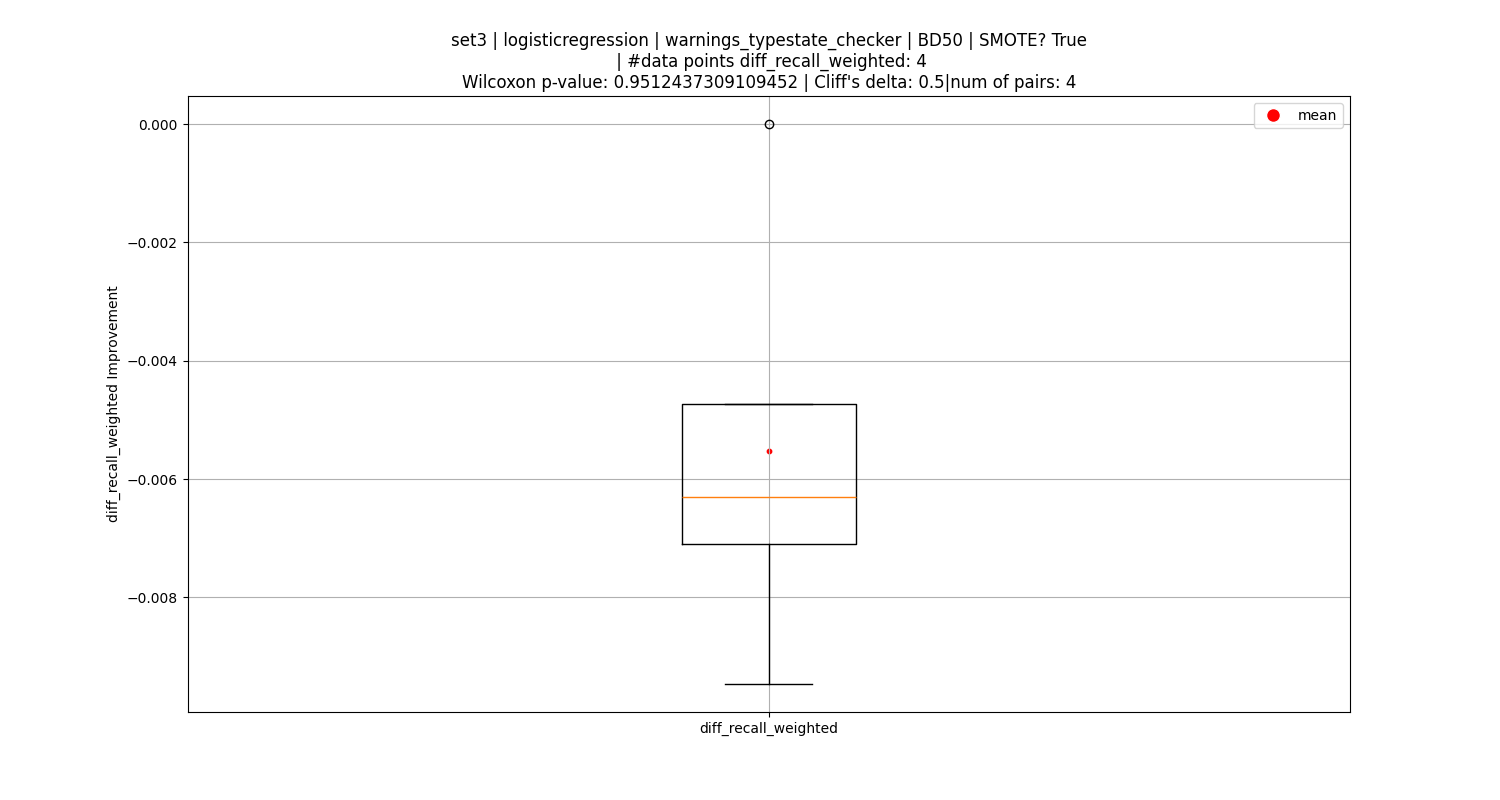 set3 | logisticregression | warnings_typestate_checker | BD50 | SMOTE? True
| #data points diff_recall_weighted: 4
Wilcoxon p-value: 0.9512437309109452 | Cliff's delta: 0.5|num of pairs: 4
mean
0.000
−0.002
−0.004
−0.006
−0.008
diff_recall_weighted Improvement
diff_recall_weighted